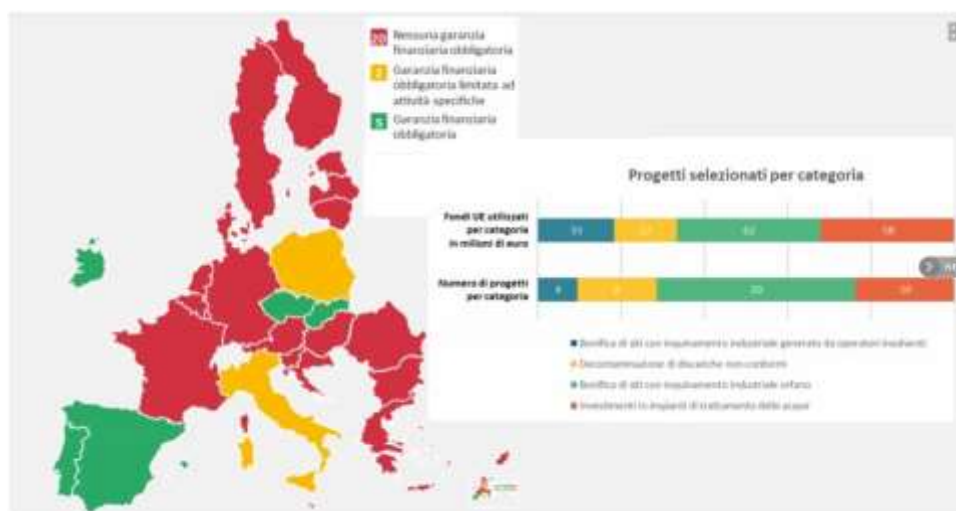 20 Nessuna garanzia
finanziaria obbligatoria
2 Garanzia finanziaria
obbligatoria limitata ad
attività specifiche
5 Garanzia finanziaria
obbligatoria
Progetti selezionati per categoria
Fondi UE utilizzati
per categoria
in milioni di euro
Numero di progetti
per categoria
Bonifica di siti con inquinamento industriale generato da operatori insolventi
Decontaminazione di discariche non conformi
Bonifica di siti con inquinamento industriale orfano
Investimenti in impianti di trattamento delle acque